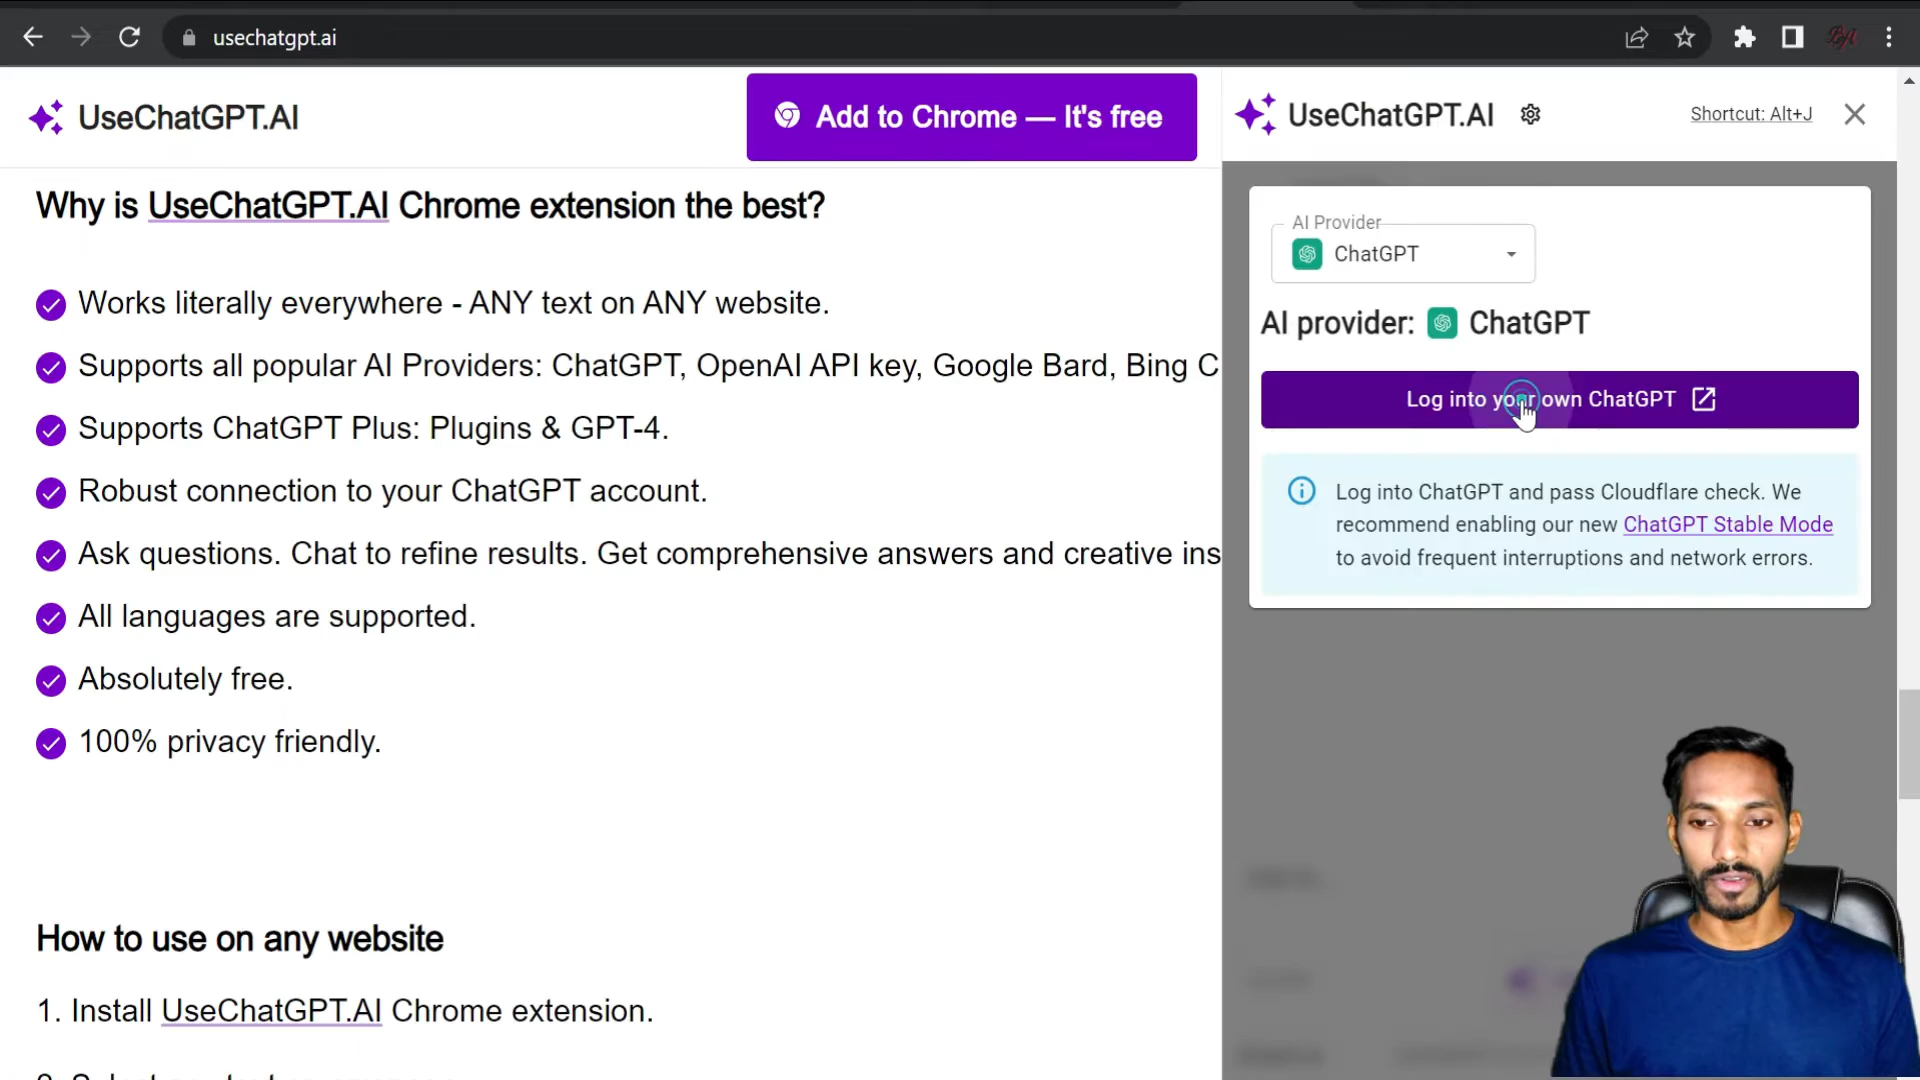 usechatgpt.ai
UseChatGPT.AI
Add to Chrome — It's free
Why is UseChatGPT.AI Chrome extension the best?
Works literally everywhere - ANY text on ANY website.
Supports all popular AI Providers: ChatGPT, OpenAI API key, Google Bard, Bing C
Supports ChatGPT Plus: Plugins & GPT-4.
Robust connection to your ChatGPT account.
Ask questions. Chat to refine results. Get comprehensive answers and creative ins
All languages are supported.
Absolutely free.
100% privacy friendly.
How to use on any website
1. Install UseChatGPT.AI Chrome extension.
UseChatGPT.AI
Shortcut: Alt+J
AI Provider
ChatGPT
AI provider: ChatGPT
Log into your own ChatGPT
Log into ChatGPT and pass Cloudflare check. We
recommend enabling our new ChatGPT Stable Mode
to avoid frequent interruptions and network errors.